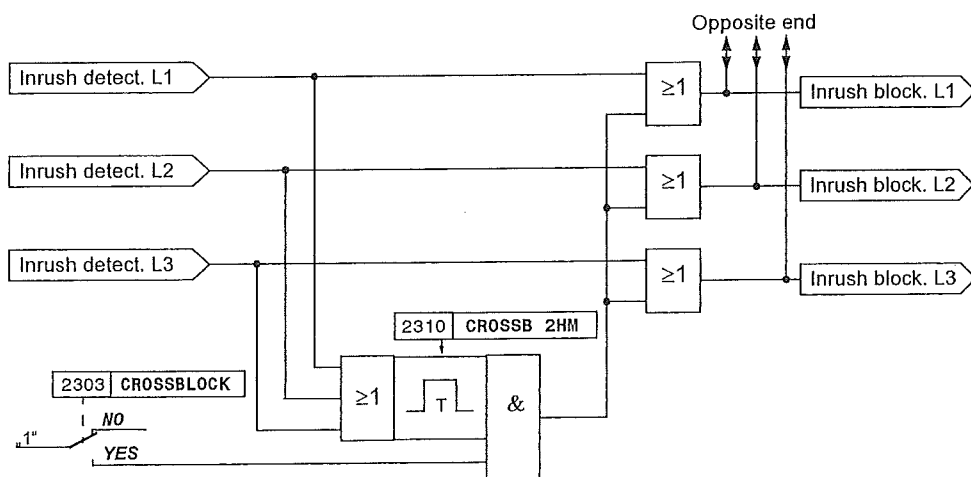 Opposite end
Inrush detect. L1
≥1
Inrush block. L1
Inrush detect. L2
≥1
Inrush block. L2
Inrush detect. L3
≥1
Inrush block. L3
2310 CROSSB 2HM
2303 CROSSBLOCK
≥1
T
&
„1“
NO
YES